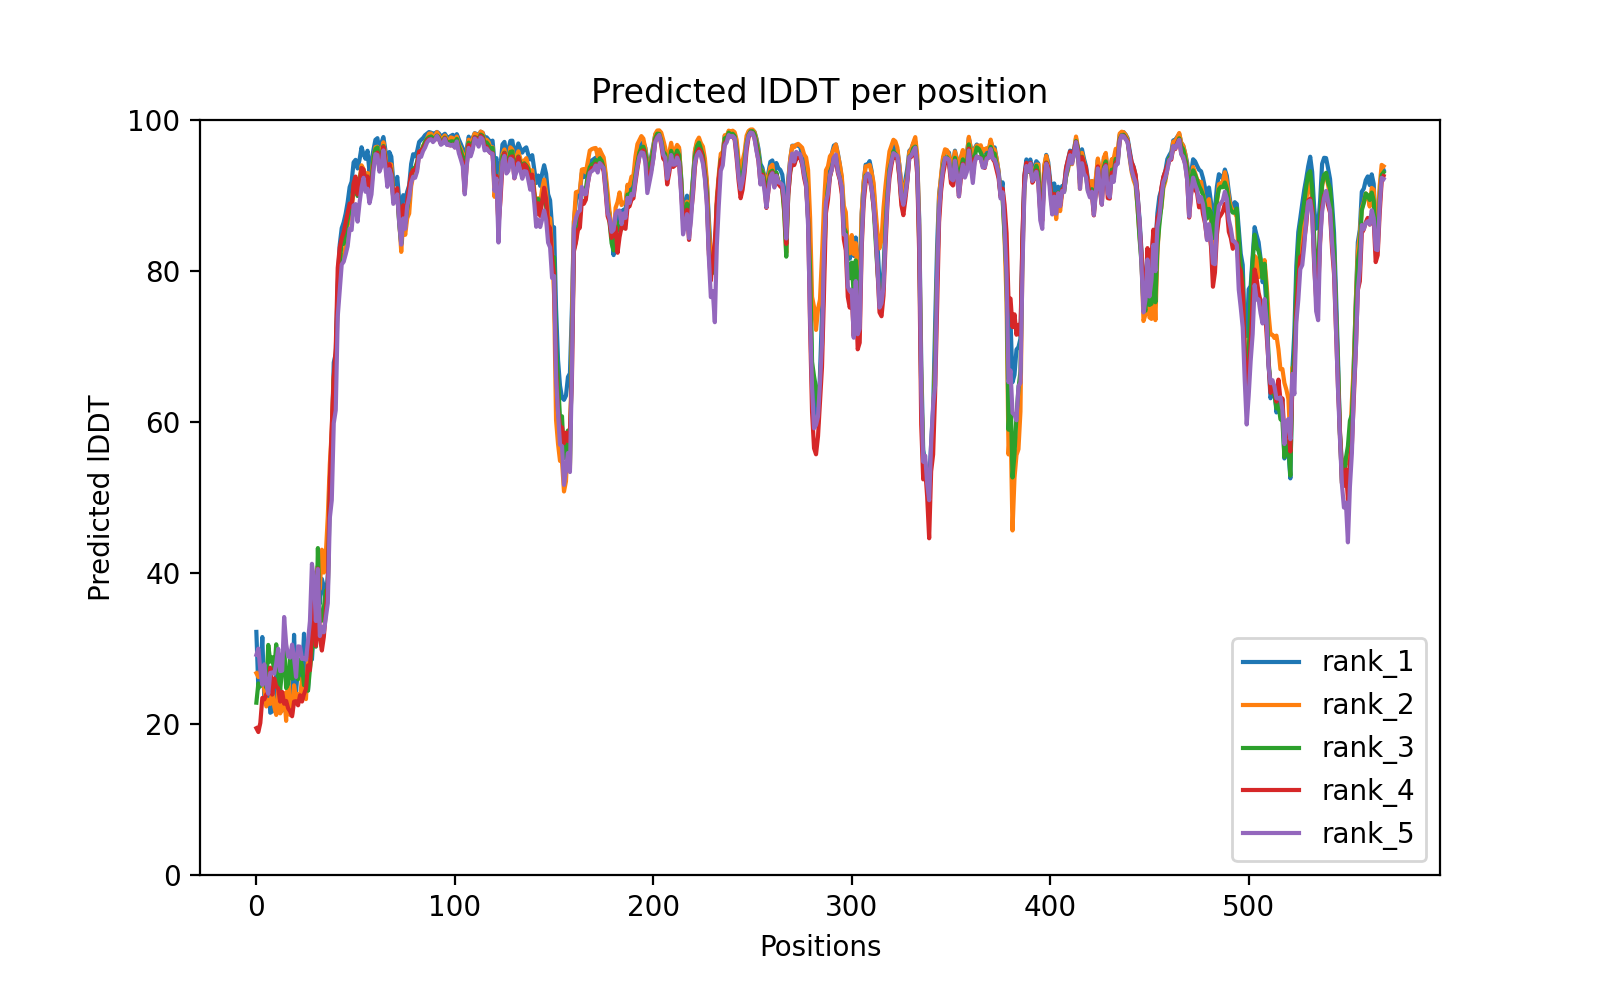 Predicted lDDT per position
100
80
60
40
20
0
Predicted lDDT
0 100 200 300 400 500
Positions
rank_1
rank_2
rank_3
rank_4
rank_5